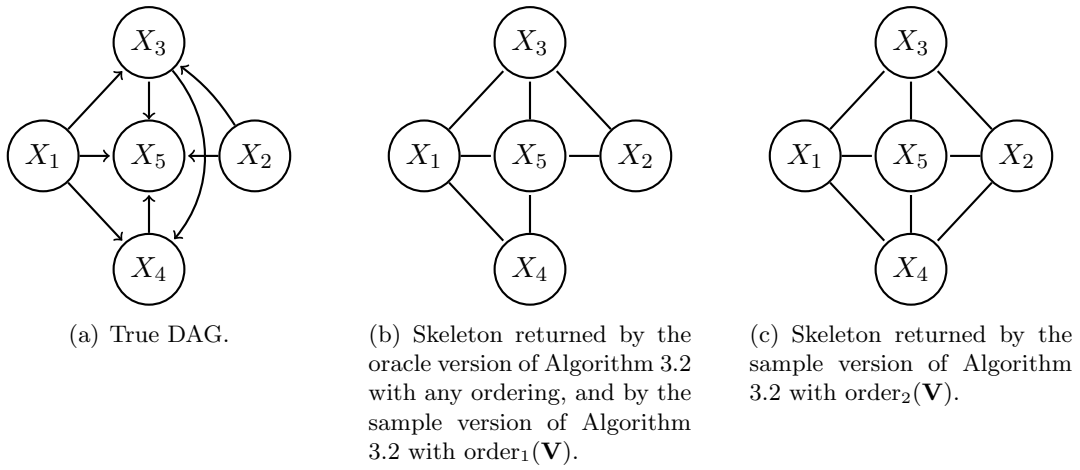 X₃
X₁
X₅
X₂
X₄
(a) True DAG.
X₃
X₁
X₅
X₂
X₄
(b) Skeleton returned by the
oracle version of Algorithm 3.2
with any ordering, and by the
sample version of Algorithm
3.2 with order₁(V).
X₃
X₁
X₅
X₂
X₄
(c) Skeleton returned by the
sample version of Algorithm
3.2 with order₂(V).